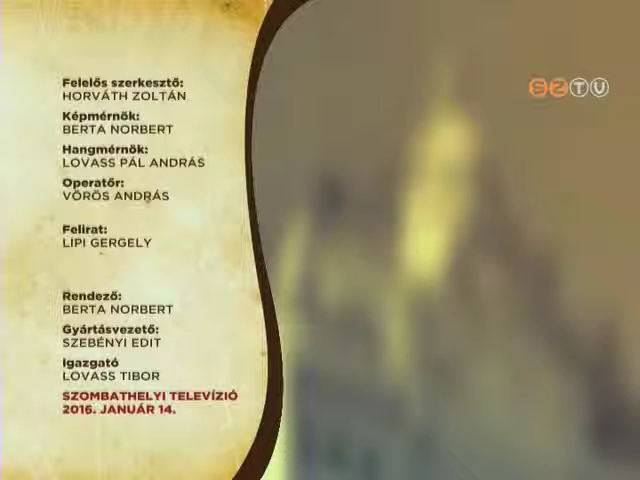 Felelős szerkesztő:
HORVÁTH ZOLTÁN
Képmérnök:
BERTA NORBERT
Hangmérnök:
LOVASS PÁL ANDRÁS
Operatőr:
VÖRÖS ANDRÁS
Felirat:
LIPI GERGELY
Rendező:
BERTA NORBERT
Gyártásvezető:
SZEBÉNYI EDIT
Igazgató
LOVASS TIBOR
SZOMBATHELYI TELEVÍZIÓ
2016. JANUÁR 14.
SZTV